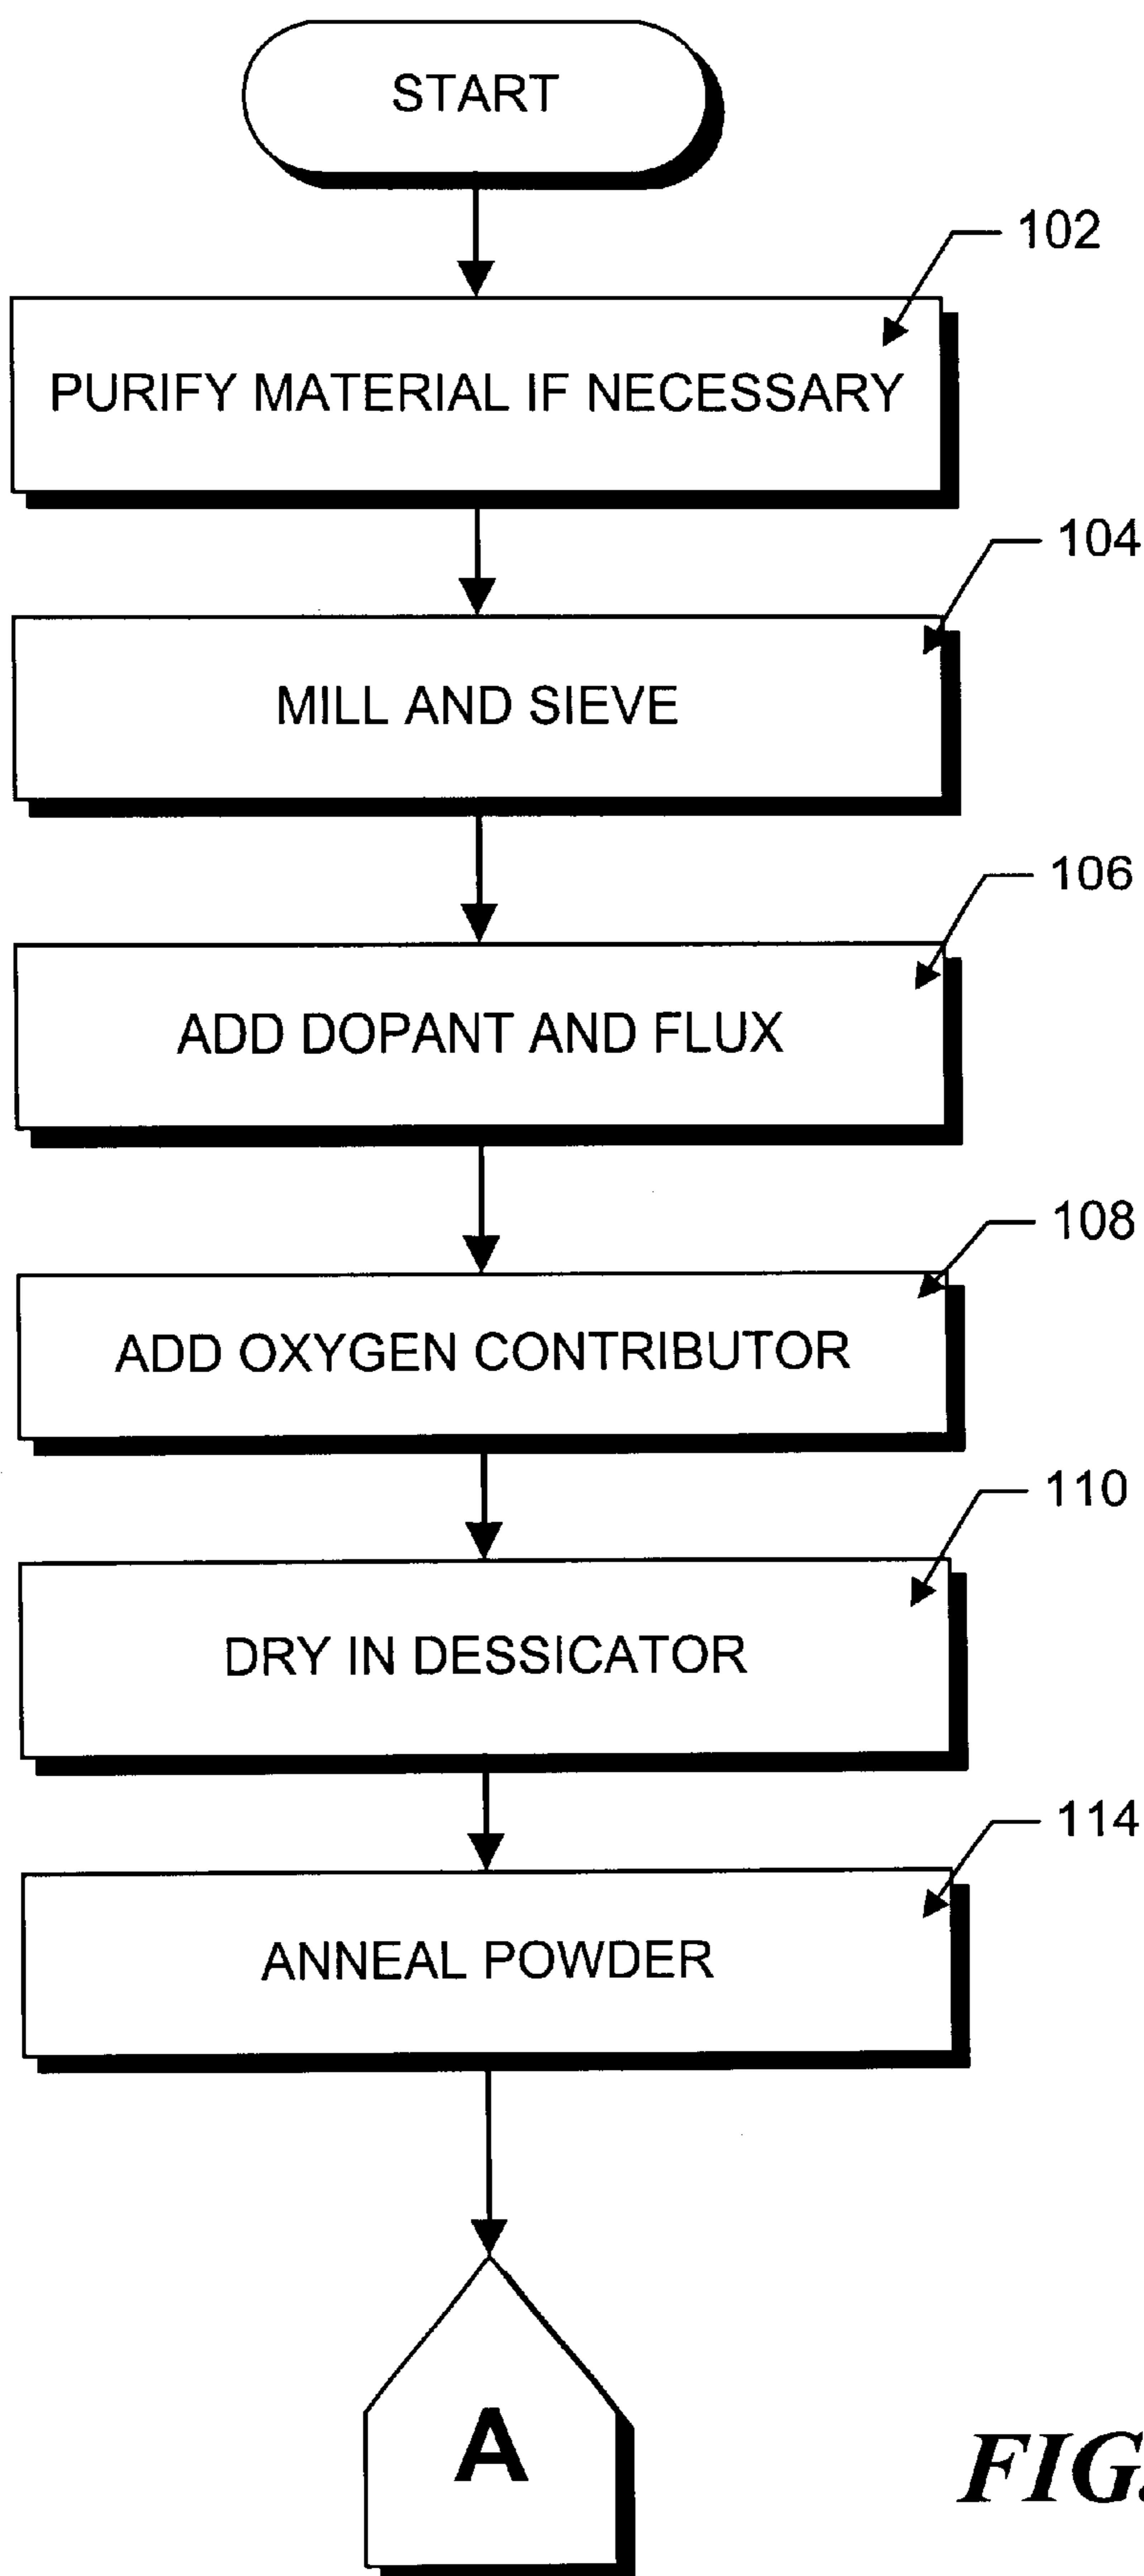 START
102
PURIFY MATERIAL IF NECESSARY
104
MILL AND SIEVE
106
ADD DOPANT AND FLUX
108
ADD OXYGEN CONTRIBUTOR
110
DRY IN DESSICATOR
114
ANNEAL POWDER
A
FIG.